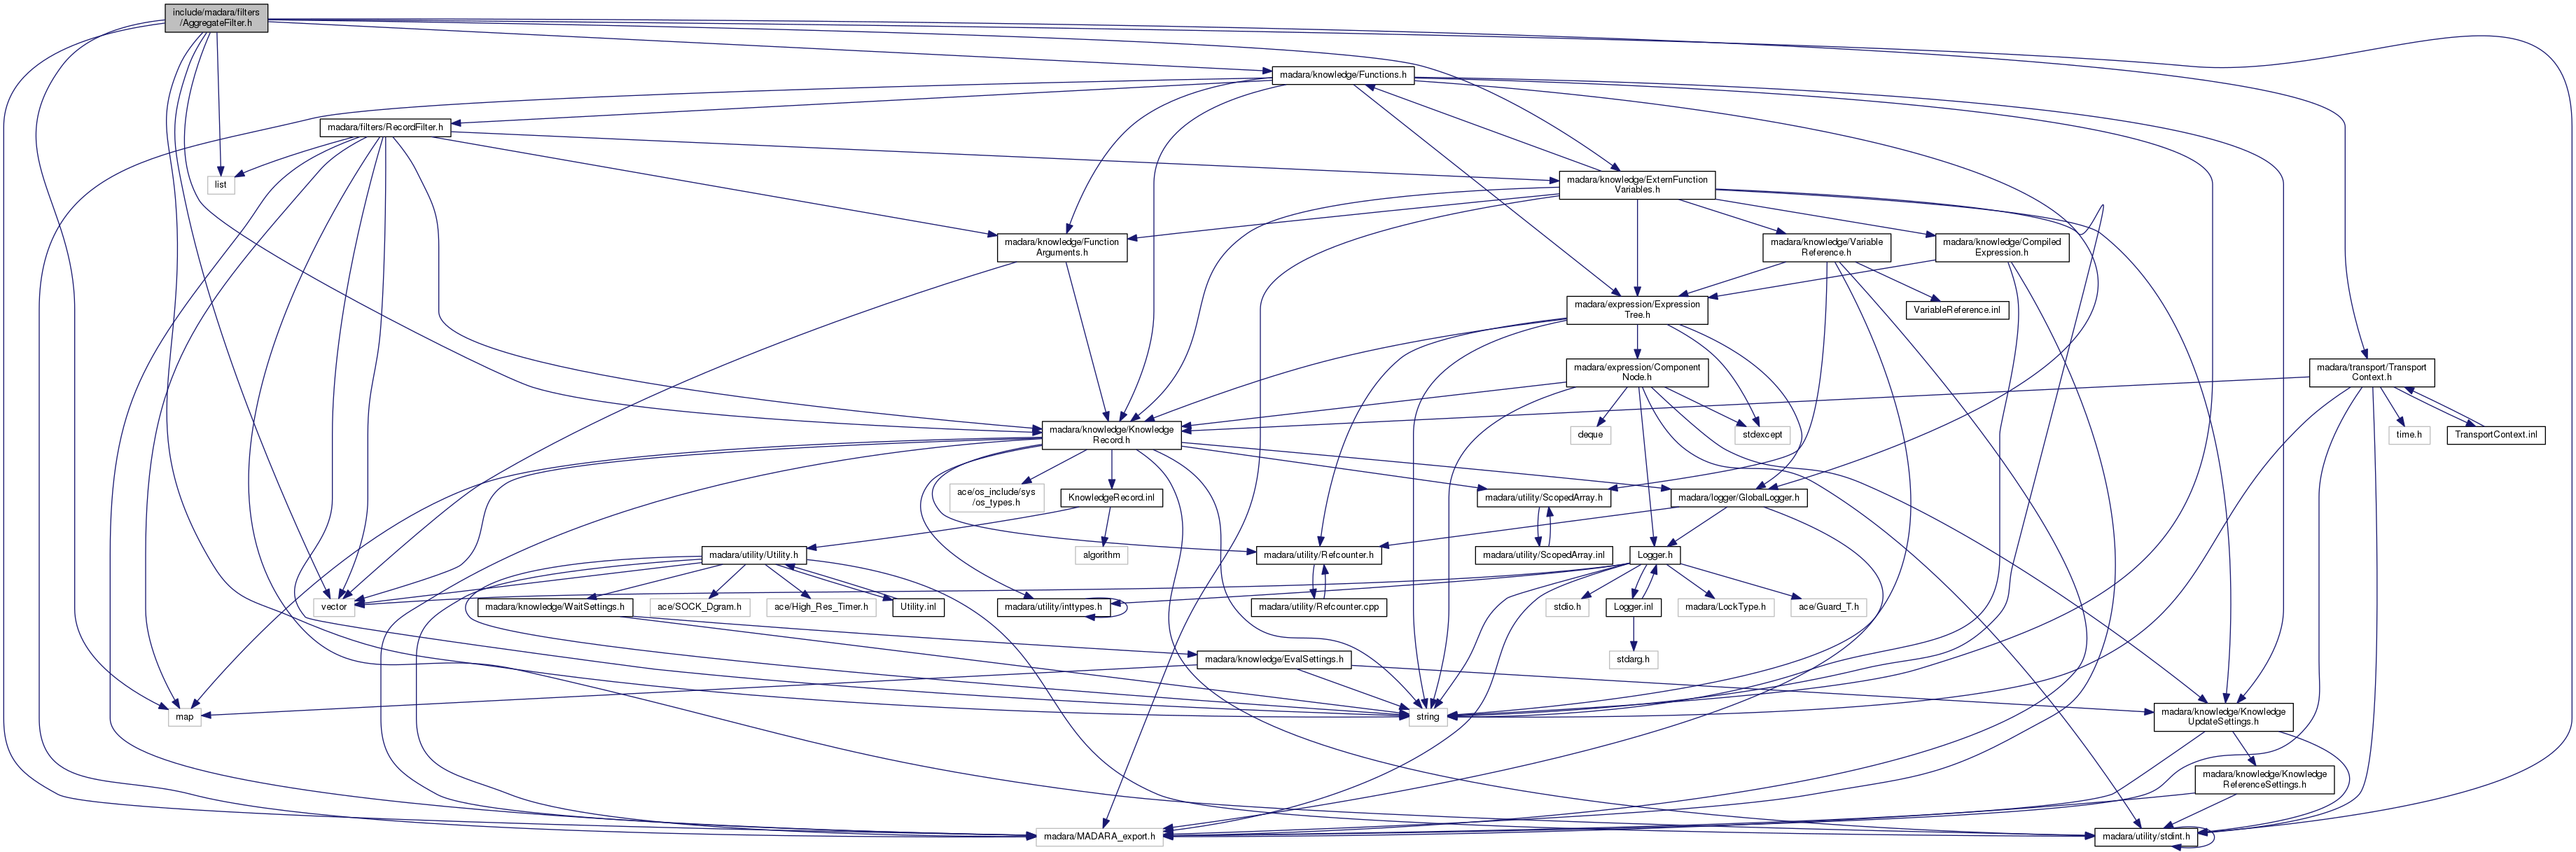 include/madara/filters
/AggregateFilter.h
madara/knowledge/Functions.h
madara/filters/RecordFilter.h
list
madara/knowledge/ExternFunction
Variables.h
madara/knowledge/Function
Arguments.h
madara/knowledge/Variable
Reference.h
madara/knowledge/Compiled
Expression.h
madara/expression/Expression
Tree.h
VariableReference.inl
madara/expression/Component
Node.h
madara/transport/Transport
Context.h
madara/knowledge/Knowledge
Record.h
deque
stdexcept
time.h
TransportContext.inl
ace/os_include/sys
/os_types.h
KnowledgeRecord.inl
madara/utility/ScopedArray.h
madara/logger/GlobalLogger.h
madara/utility/Utility.h
algorithm
madara/utility/Refcounter.h
madara/utility/ScopedArray.inl
Logger.h
vector
madara/knowledge/WaitSettings.h
ace/SOCK_Dgram.h
ace/High_Res_Timer.h
Utility.inl
madara/utility/inttypes.h
madara/utility/Refcounter.cpp
stdio.h
Logger.inl
madara/LockType.h
ace/Guard_T.h
madara/knowledge/EvalSettings.h
stdarg.h
map
string
madara/knowledge/Knowledge
UpdateSettings.h
madara/knowledge/Knowledge
ReferenceSettings.h
madara/MADARA_export.h
madara/utility/stdint.h